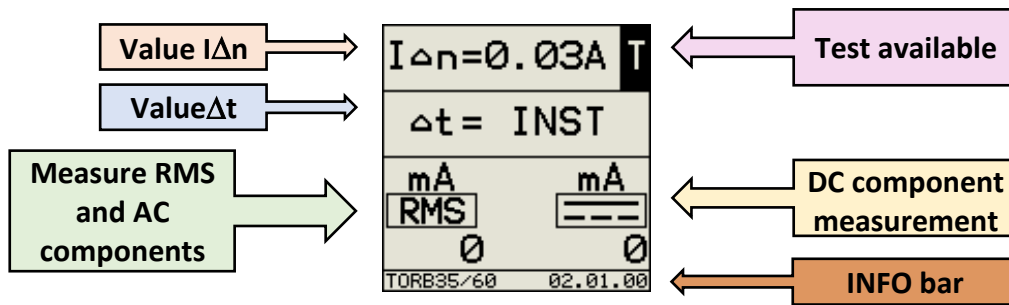 Value IΔn
IΔn=0.03A T
Test available
ValueΔt
Δt= INST
Measure RMS
and AC
components
mA mA
RMS
0 0
DC component
measurement
TORB35/60 02.01.00
INFO bar